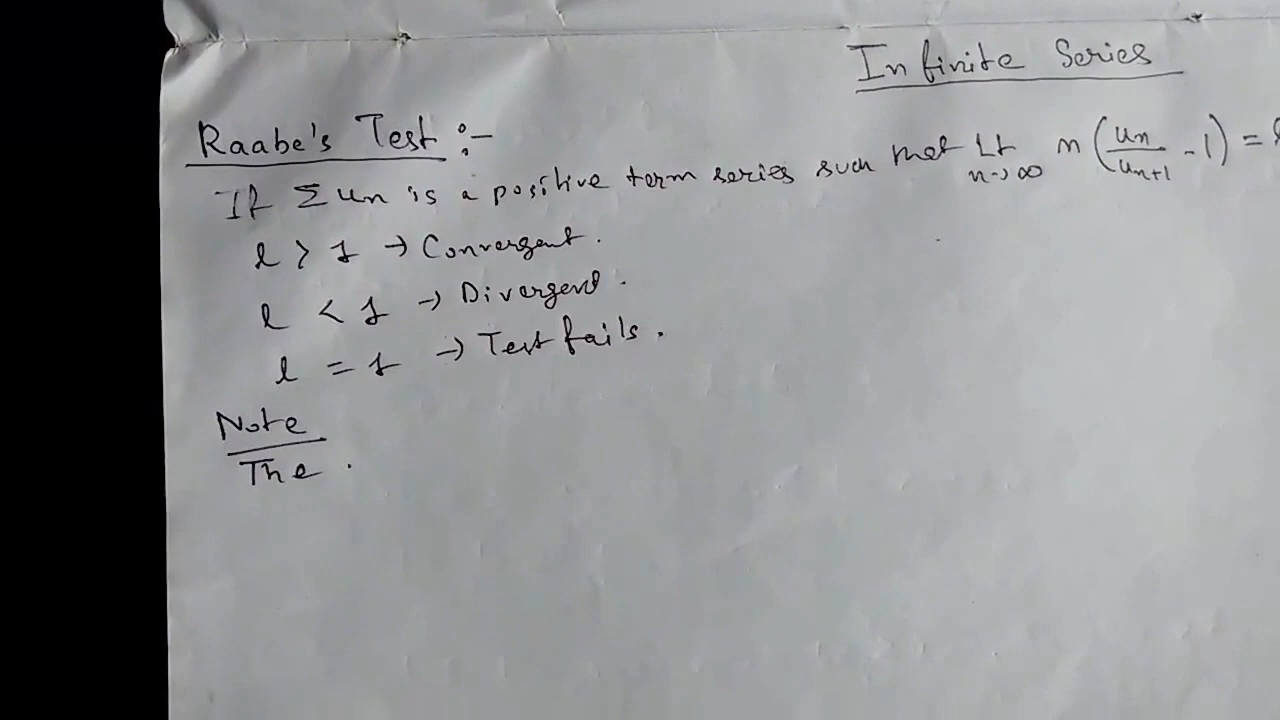 Infinite Series
Raabe's Test :-
If Σ un is a positive term series such that Lt n→∞ n(un/un+1 - 1) = l
l > 1 → Convergent.
l < 1 → Divergent.
l = 1 → Test fails.
Note
The .